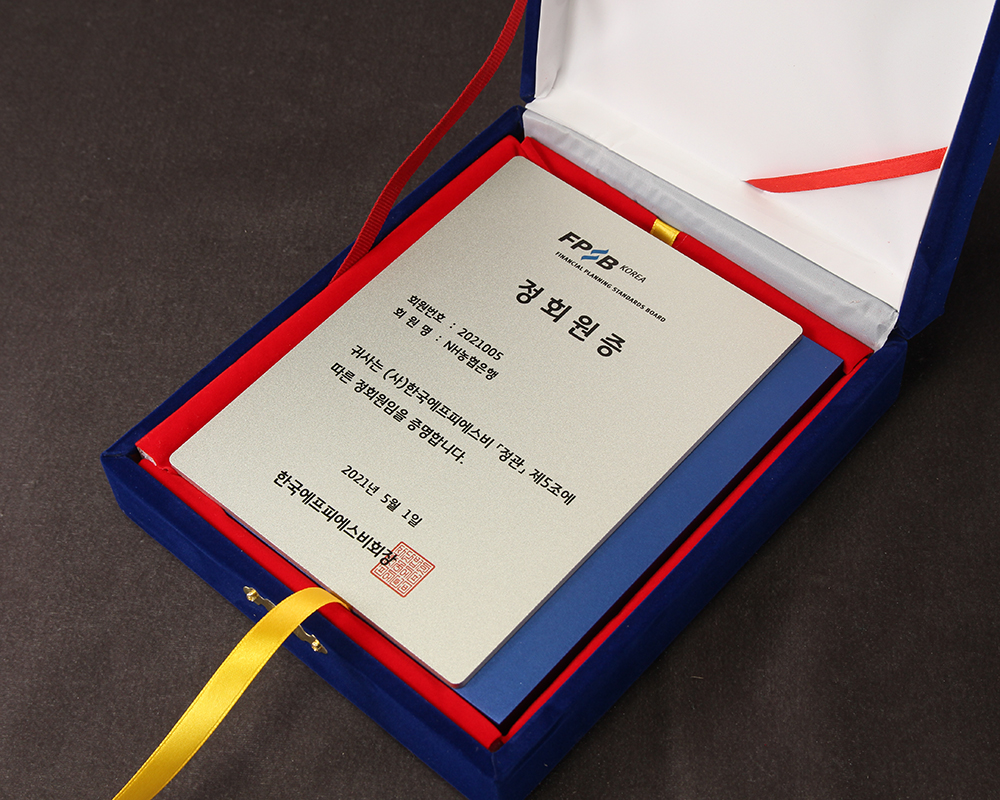 FPSB KOREA
FINANCIAL PLANNING STANDARDS BOARD
정회원증
회원번호 : 2021005
회 원 명 : NH농협은행
귀사는 (사)한국에프피에스비 「정관」 제5조에
따른 정회원임을 증명합니다.
2021년 5월 1일
한국에프피에스비회장